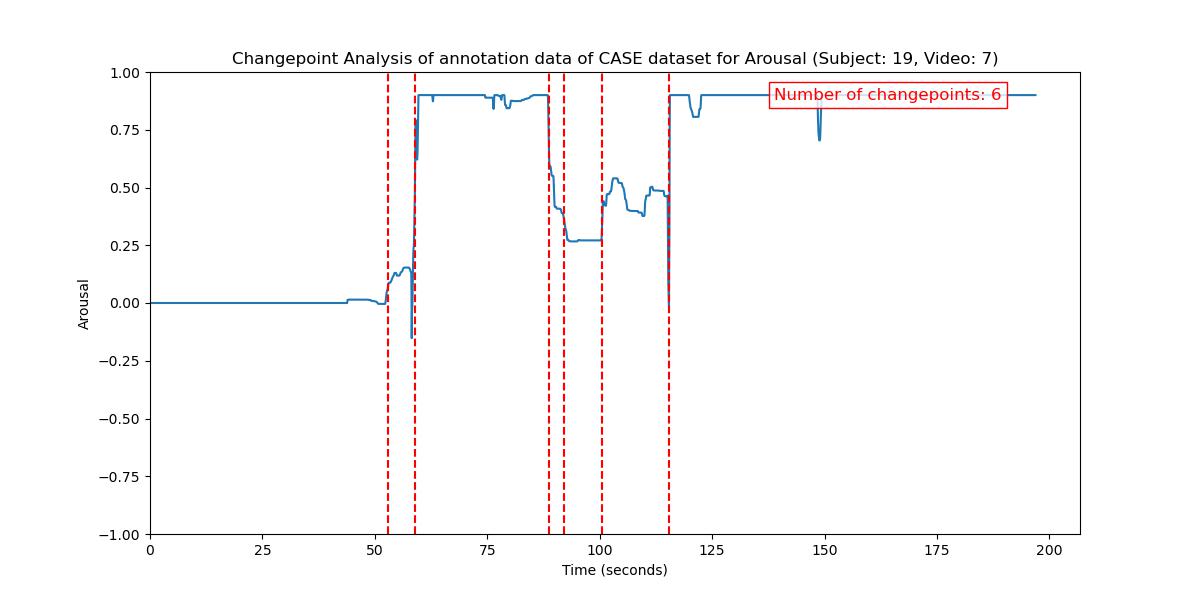 Changepoint Analysis of annotation data of CASE dataset for Arousal (Subject: 19, Video: 7)
Number of changepoints: 6
1.00
0.75
0.50
0.25
0.00
−0.25
−0.50
−0.75
−1.00
Arousal
0 25 50 75 100 125 150 175 200
Time (seconds)